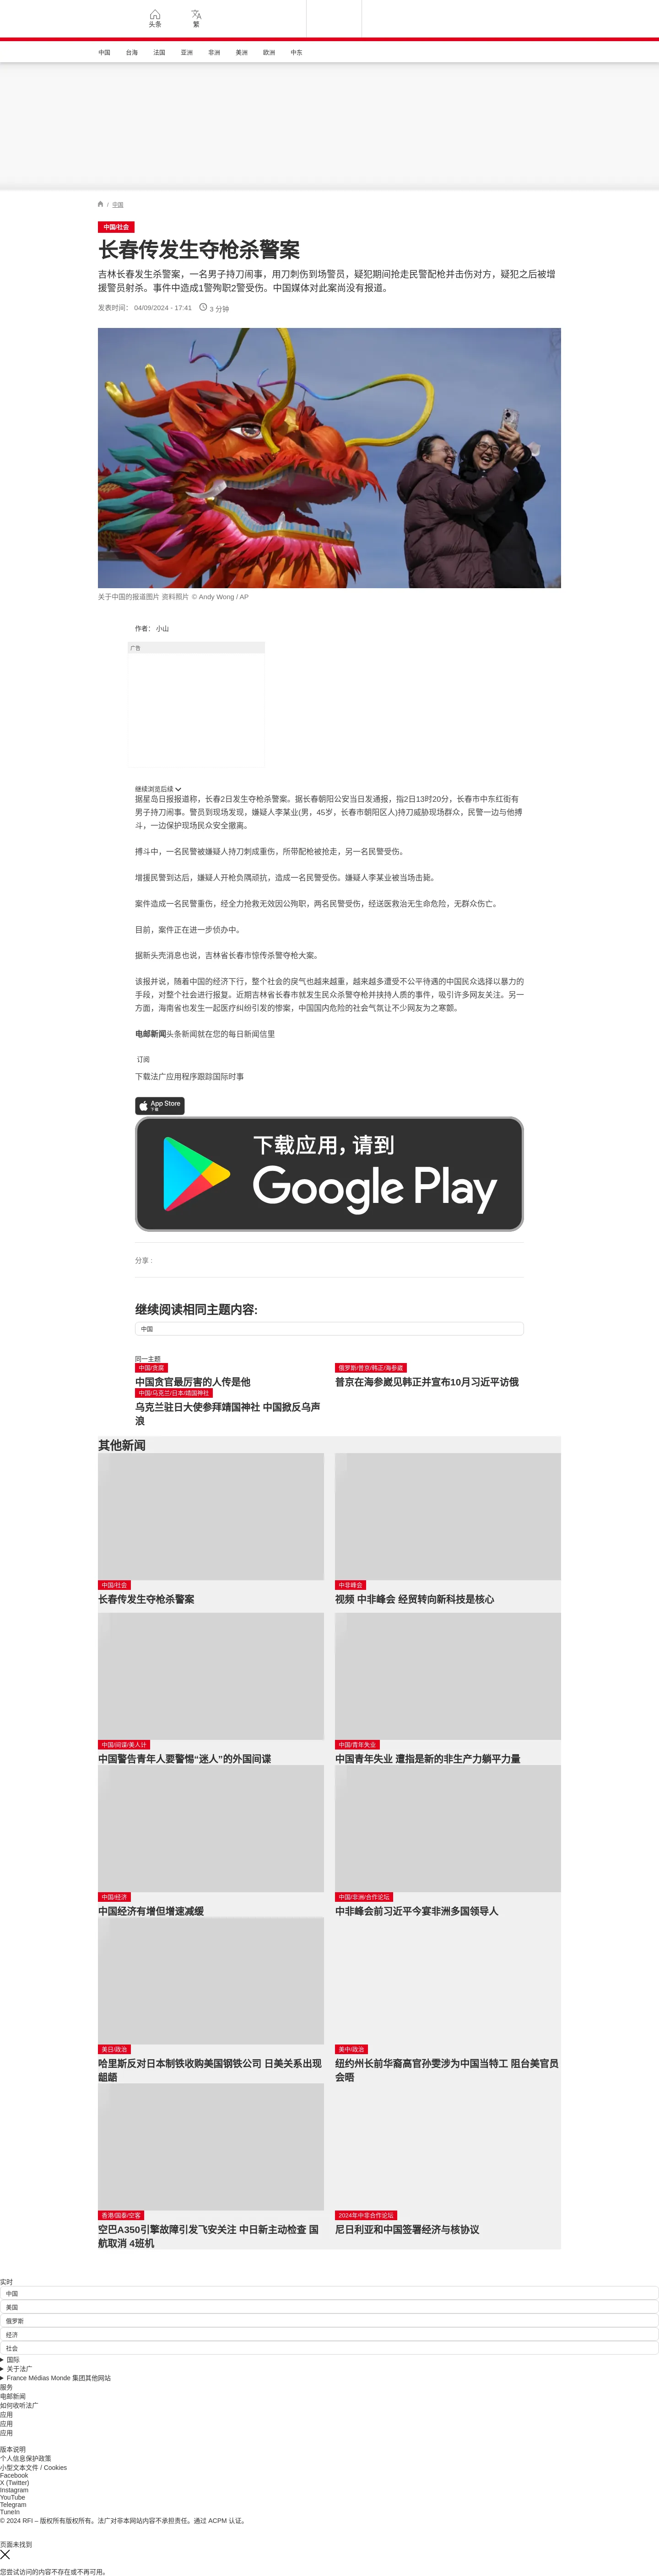 头条
繁
中国
台海
法国
亚洲
非洲
美洲
欧洲
中东
/ 中国
中国/社会
长春传发生夺枪杀警案
吉林长春发生杀警案，一名男子持刀闹事，用刀刺伤到场警员，疑犯期间抢走民警配枪并击伤对方，疑犯之后被增
援警员射杀。事件中造成1警殉职2警受伤。中国媒体对此案尚没有报道。
发表时间： 04/09/2024 - 17:41 3 分钟
关于中国的报道图片 资料照片 © Andy Wong / AP
作者： 小山
广告
继续浏览后续
据星岛日报报道称，长春2日发生夺枪杀警案。据长春朝阳公安当日发通报，指2日13时20分，长春市中东红街有
男子持刀闹事。警员到现场发现，嫌疑人李某业(男，45岁，长春市朝阳区人)持刀威胁现场群众，民警一边与他搏
斗，一边保护现场民众安全撤离。
搏斗中，一名民警被嫌疑人持刀刺成重伤，所带配枪被抢走，另一名民警受伤。
增援民警到达后，嫌疑人开枪负隅顽抗，造成一名民警受伤。嫌疑人李某业被当场击毙。
案件造成一名民警重伤，经全力抢救无效因公殉职，两名民警受伤，经送医救治无生命危险，无群众伤亡。
目前，案件正在进一步侦办中。
据新头壳消息也说，吉林省长春市惊传杀警夺枪大案。
该报并说，随着中国的经济下行，整个社会的戾气也越来越重，越来越多遭受不公平待遇的中国民众选择以暴力的
手段，对整个社会进行报复。近期吉林省长春市就发生民众杀警夺枪并挟持人质的事件，吸引许多网友关注。另一
方面，海南省也发生一起医疗纠纷引发的惨案，中国国内危险的社会气氛让不少网友为之寒颤。
电邮新闻头条新闻就在您的每日新闻信里
订阅
下载法广应用程序跟踪国际时事
App Store
下载
下载应用，请到
Google Play
分享 :
继续阅读相同主题内容:
中国
同一主题
中国/贪腐
中国贪官最厉害的人传是他
俄罗斯/普京/韩正/海参崴
普京在海参崴见韩正并宣布10月习近平访俄
中国/乌克兰/日本/靖国神社
乌克兰驻日大使参拜靖国神社 中国掀反乌声
浪
其他新闻
中国/社会
长春传发生夺枪杀警案
中非峰会
视频 中非峰会 经贸转向新科技是核心
中国/间谍/美人计
中国警告青年人要警惕“迷人”的外国间谍
中国/青年失业
中国青年失业 遭指是新的非生产力躺平力量
中国/经济
中国经济有增但增速减缓
中国/非洲/合作论坛
中非峰会前习近平今宴非洲多国领导人
美日/政治
哈里斯反对日本制铁收购美国钢铁公司 日美关系出现
龃龉
美中/政治
纽约州长前华裔高官孙雯涉为中国当特工 阻台美官员
会晤
香港/国泰/空客
空巴A350引擎故障引发飞安关注 中日新主动检查 国
航取消 4班机
2024年中非合作论坛
尼日利亚和中国签署经济与核协议
实时
中国
美国
俄罗斯
经济
社会
国际
关于法广
France Médias Monde 集团其他网站
服务
电邮新闻
如何收听法广
应用
应用
应用
版本说明
个人信息保护政策
小型文本文件 / Cookies
Facebook
X (Twitter)
Instagram
YouTube
Telegram
TuneIn
© 2024 RFI – 版权所有版权所有。法广对非本网站内容不承担责任。通过 ACPM 认证。
页面未找到
您尝试访问的内容不存在或不再可用。